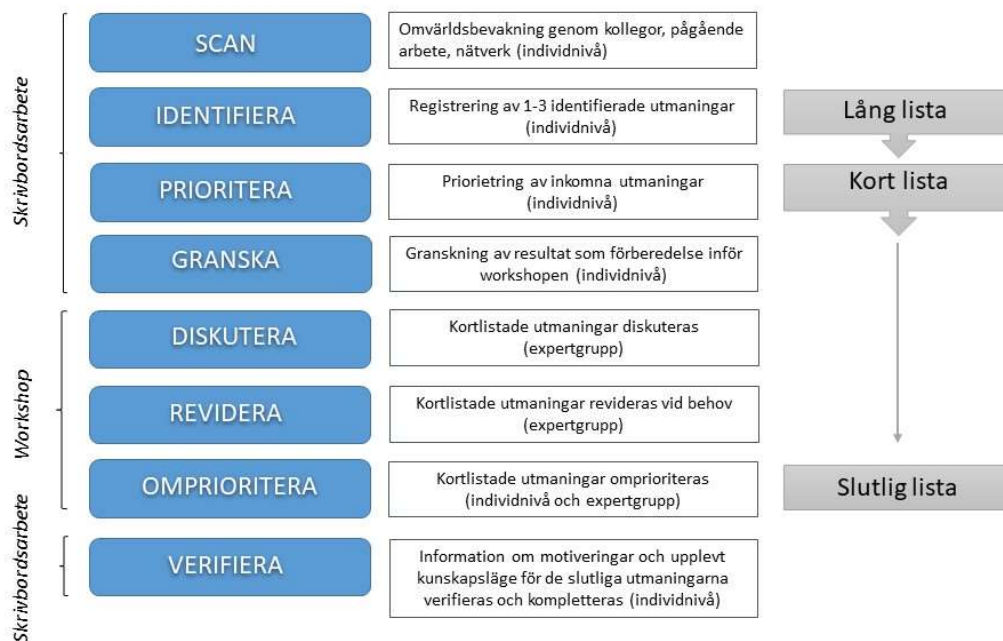 Skrivbordsarbete
SCAN
Omvärldsbevakning genom kollegor, pågående
arbete, nätverk (individnivå)
IDENTIFIERA
Registrering av 1-3 identifierade utmaningar
(individnivå)
Lång lista
PRIORITERA
Priorietring av inkomna utmaningar
(individnivå)
Kort lista
GRANSKA
Granskning av resultat som förberedelse inför
workshopen (individnivå)
Workshop
DISKUTERA
Kortlistade utmaningar diskuteras
(expertgrupp)
REVIDERA
Kortlistade utmaningar revideras vid behov
(expertgrupp)
OMPRIORITERA
Kortlistade utmaningar omprioriteras
(individnivå och expertgrupp)
Slutlig lista
Skrivbordsarbete
VERIFIERA
Information om motiveringar och upplevt
kunskapsläge för de slutliga utmaningarna
verifieras och kompletteras (individnivå)